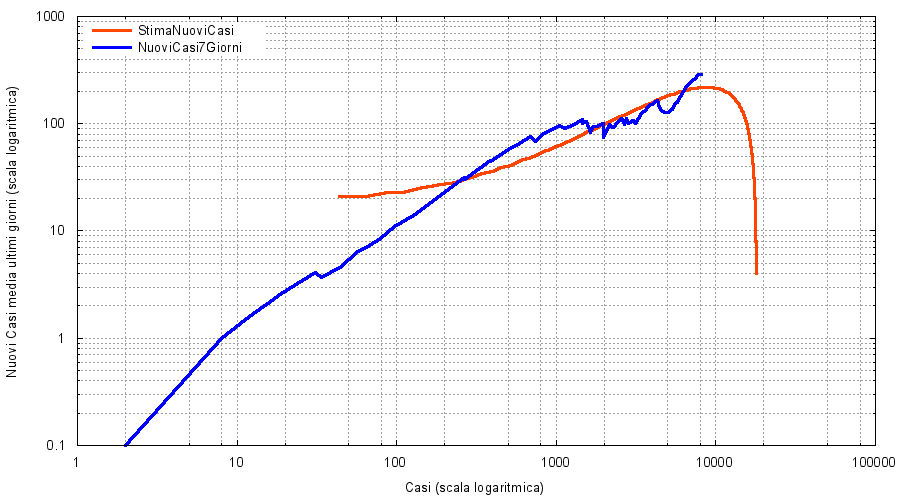 1000
StimaNuoviCasi
NuoviCasi7Giorni
100
10
1
0.1
Nuovi Casi media ultimi giorni (scala logaritmica)
1 10 100 1000 10000 100000
Casi (scala logaritmica)